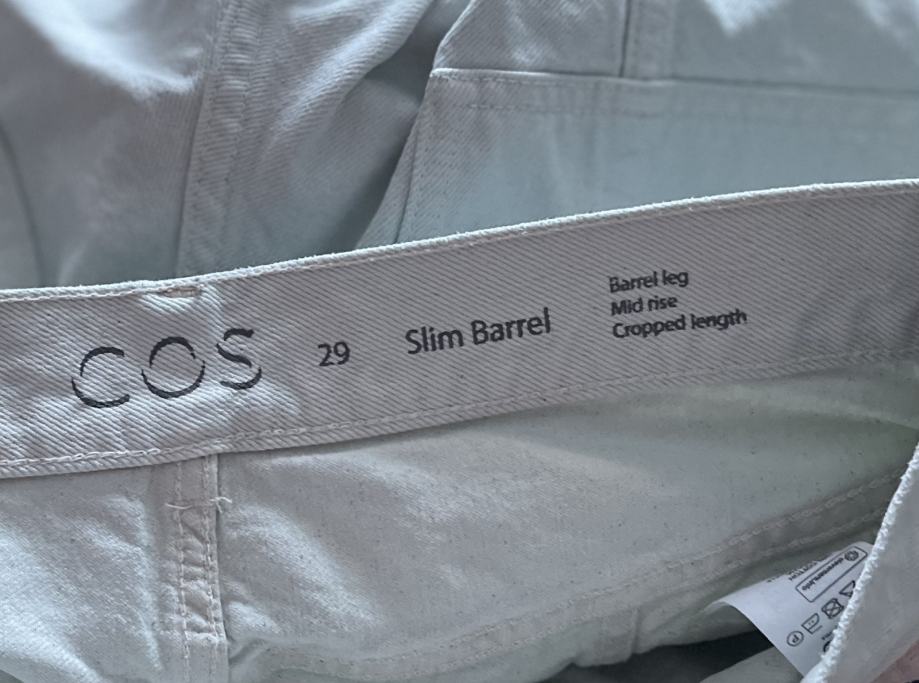 COS
29
Slim Barrel
Barrel leg
Mid rise
Cropped length